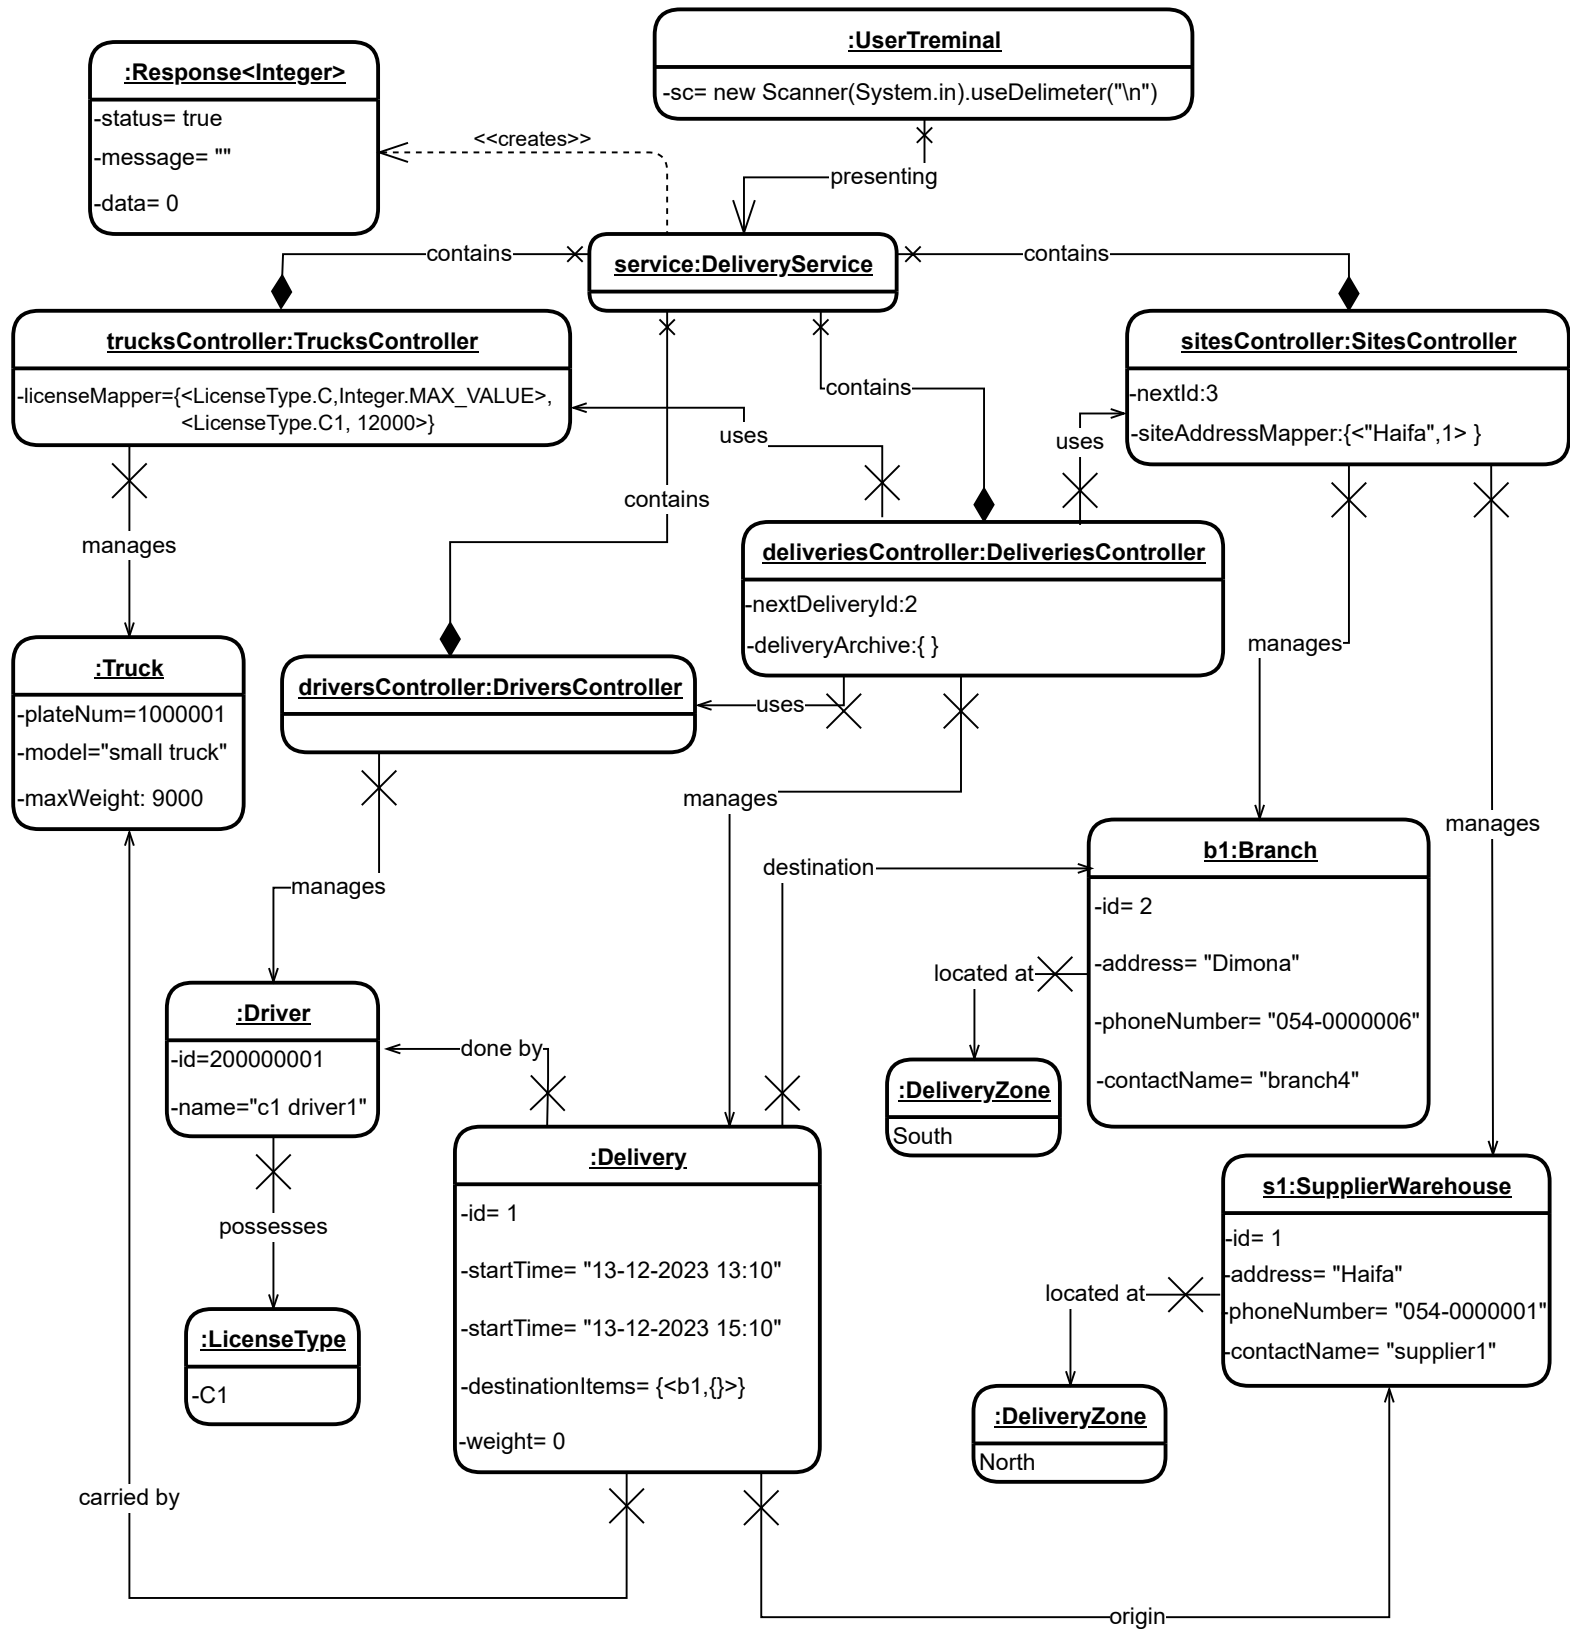 :UserTreminal
-sc= new Scanner(System.in).useDelimeter("\n")
:Response<Integer>
-status= true
-message= ""
-data= 0
<<creates>>
presenting
contains
service:DeliveryService
contains
trucksController:TrucksController
-licenseMapper={<LicenseType.C,Integer.MAX_VALUE>,
<LicenseType.C1, 12000>}
sitesController:SitesController
-nextId:3
-siteAddressMapper:{<"Haifa",1> }
contains
uses
uses
contains
manages
deliveriesController:DeliveriesController
-nextDeliveryId:2
-deliveryArchive:{ }
manages
:Truck
-plateNum=1000001
-model="small truck"
-maxWeight: 9000
driversController:DriversController
uses
manages
manages
manages
destination
b1:Branch
-id= 2
-address= "Dimona"
-phoneNumber= "054-0000006"
-contactName= "branch4"
located at
:DeliveryZone
South
:Driver
-id=200000001
-name="c1 driver1"
done by
possesses
:LicenseType
-C1
:Delivery
-id= 1
-startTime= "13-12-2023 13:10"
-startTime= "13-12-2023 15:10"
-destinationItems= {<b1,{}>}
-weight= 0
s1:SupplierWarehouse
-id= 1
-address= "Haifa"
-phoneNumber= "054-0000001"
-contactName= "supplier1"
located at
:DeliveryZone
North
carried by
origin